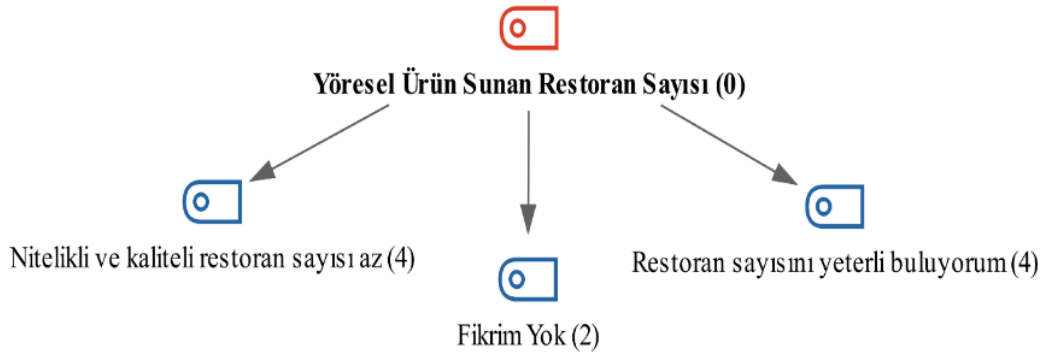 Yöresel Ürün Sunan Restoran Sayısı (0)
Nitelikli ve kaliteli restoran sayısı az (4)
Restoran sayısını yeterli buluyorum (4)
Fikrim Yok (2)